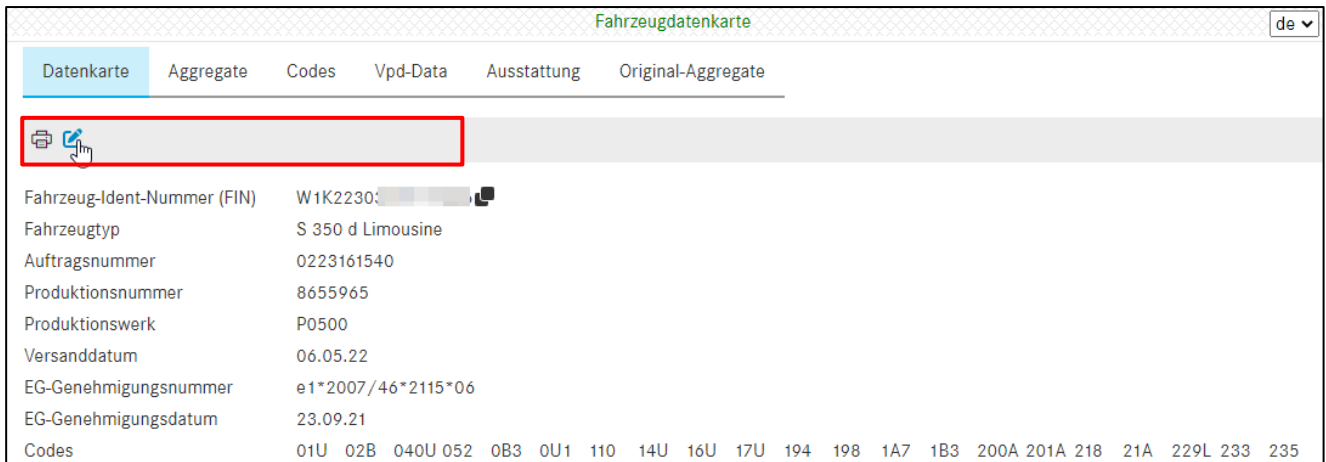 Fahrzeugdatenkarte de
Datenkarte Aggregate Codes Vpd-Data Ausstattung Original-Aggregate
Fahrzeug-Ident-Nummer (FIN) W1K2230
Fahrzeugtyp S 350 d Limousine
Auftragsnummer 0223161540
Produktionsnummer 8655965
Produktionswerk P0500
Versanddatum 06.05.22
EG-Genehmigungsnummer e1*2007/46*2115*06
EG-Genehmigungsdatum 23.09.21
Codes 01U 02B 040U 052 0B3 0U1 110 14U 16U 17U 194 198 1A7 1B3 200A 201A 218 21A 229L 233 235